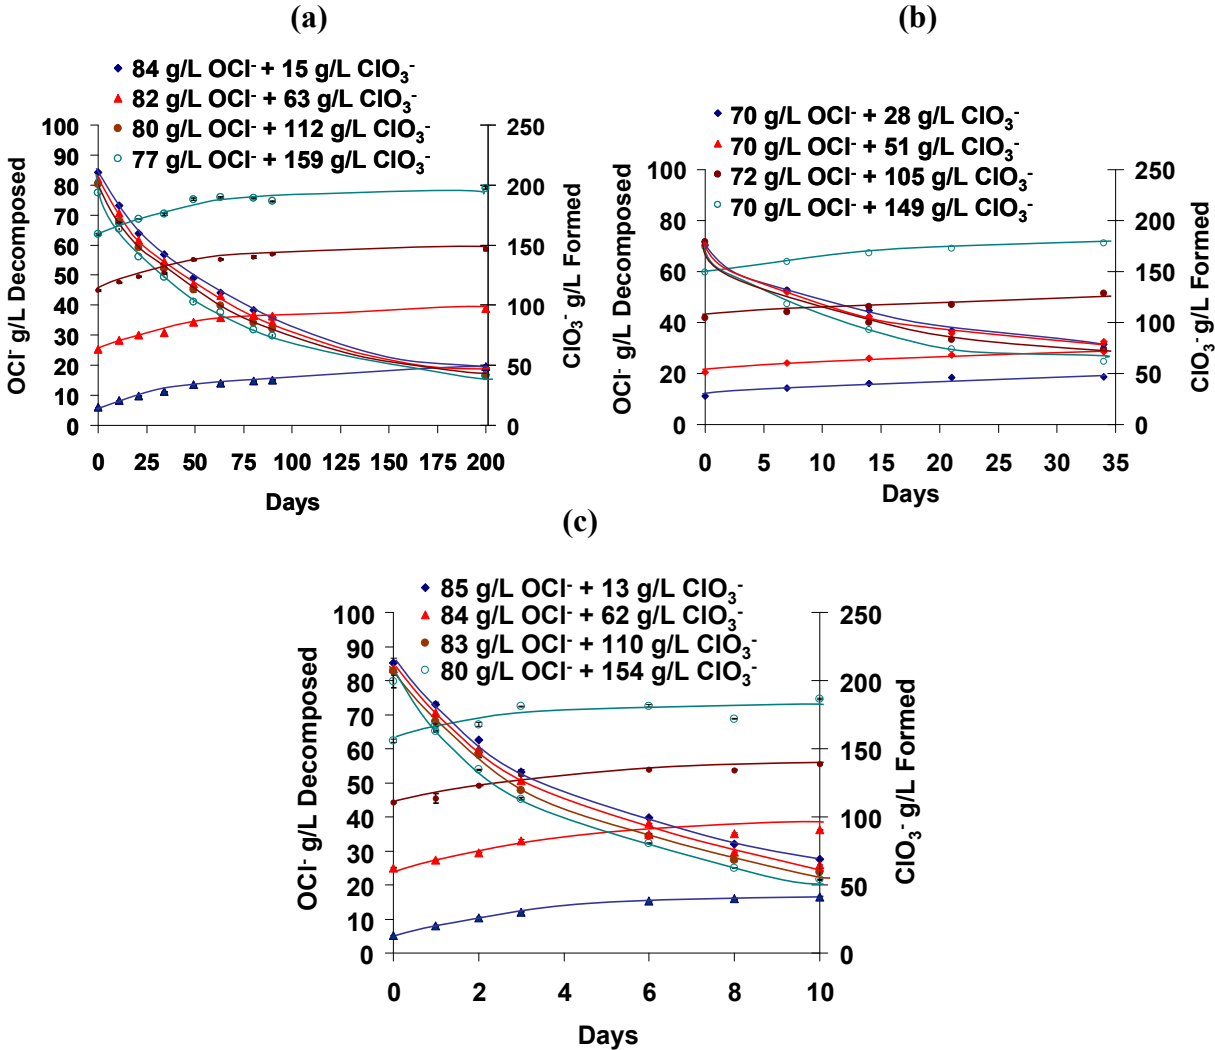 (a)
84 g/L OCl⁻ + 15 g/L ClO₃⁻
82 g/L OCl⁻ + 63 g/L ClO₃⁻
80 g/L OCl⁻ + 112 g/L ClO₃⁻
77 g/L OCl⁻ + 159 g/L ClO₃⁻
OCl⁻ g/L Decomposed
100
90
80
70
60
50
40
30
20
10
0
250
200
150
100
50
0
ClO₃⁻ g/L Formed
0 25 50 75 100 125 150 175 200
Days
(b)
70 g/L OCl⁻ + 28 g/L ClO₃⁻
70 g/L OCl⁻ + 51 g/L ClO₃⁻
72 g/L OCl⁻ + 105 g/L ClO₃⁻
70 g/L OCl⁻ + 149 g/L ClO₃⁻
OCl⁻ g/L Decomposed
100
80
60
40
20
0
250
200
150
100
50
0
ClO₃⁻ g/L Formed
0 5 10 15 20 25 30 35
Days
(c)
85 g/L OCl⁻ + 13 g/L ClO₃⁻
84 g/L OCl⁻ + 62 g/L ClO₃⁻
83 g/L OCl⁻ + 110 g/L ClO₃⁻
80 g/L OCl⁻ + 154 g/L ClO₃⁻
OCl⁻ g/L Decomposed
100
90
80
70
60
50
40
30
20
10
0
250
200
150
100
50
0
ClO₃⁻ g/L Formed
0 2 4 6 8 10
Days